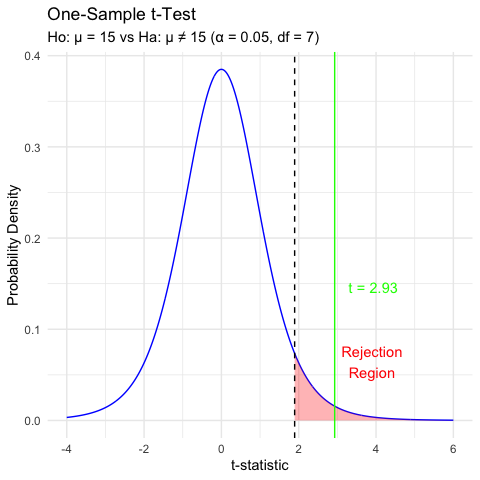 One-Sample t-Test
Ho: μ = 15 vs Ha: μ ≠ 15 (α = 0.05, df = 7)
0.4
0.3
0.2
0.1
0.0
Probability Density
t = 2.93
Rejection
Region
-4
-2
0
2
4
6
t-statistic